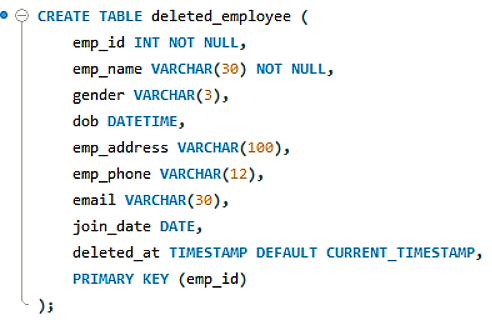 CREATE TABLE deleted_employee (
emp_id INT NOT NULL,
emp_name VARCHAR(30) NOT NULL,
gender VARCHAR(3),
dob DATETIME,
emp_address VARCHAR(100),
emp_phone VARCHAR(12),
email VARCHAR(30),
join_date DATE,
deleted_at TIMESTAMP DEFAULT CURRENT_TIMESTAMP,
PRIMARY KEY (emp_id)
);